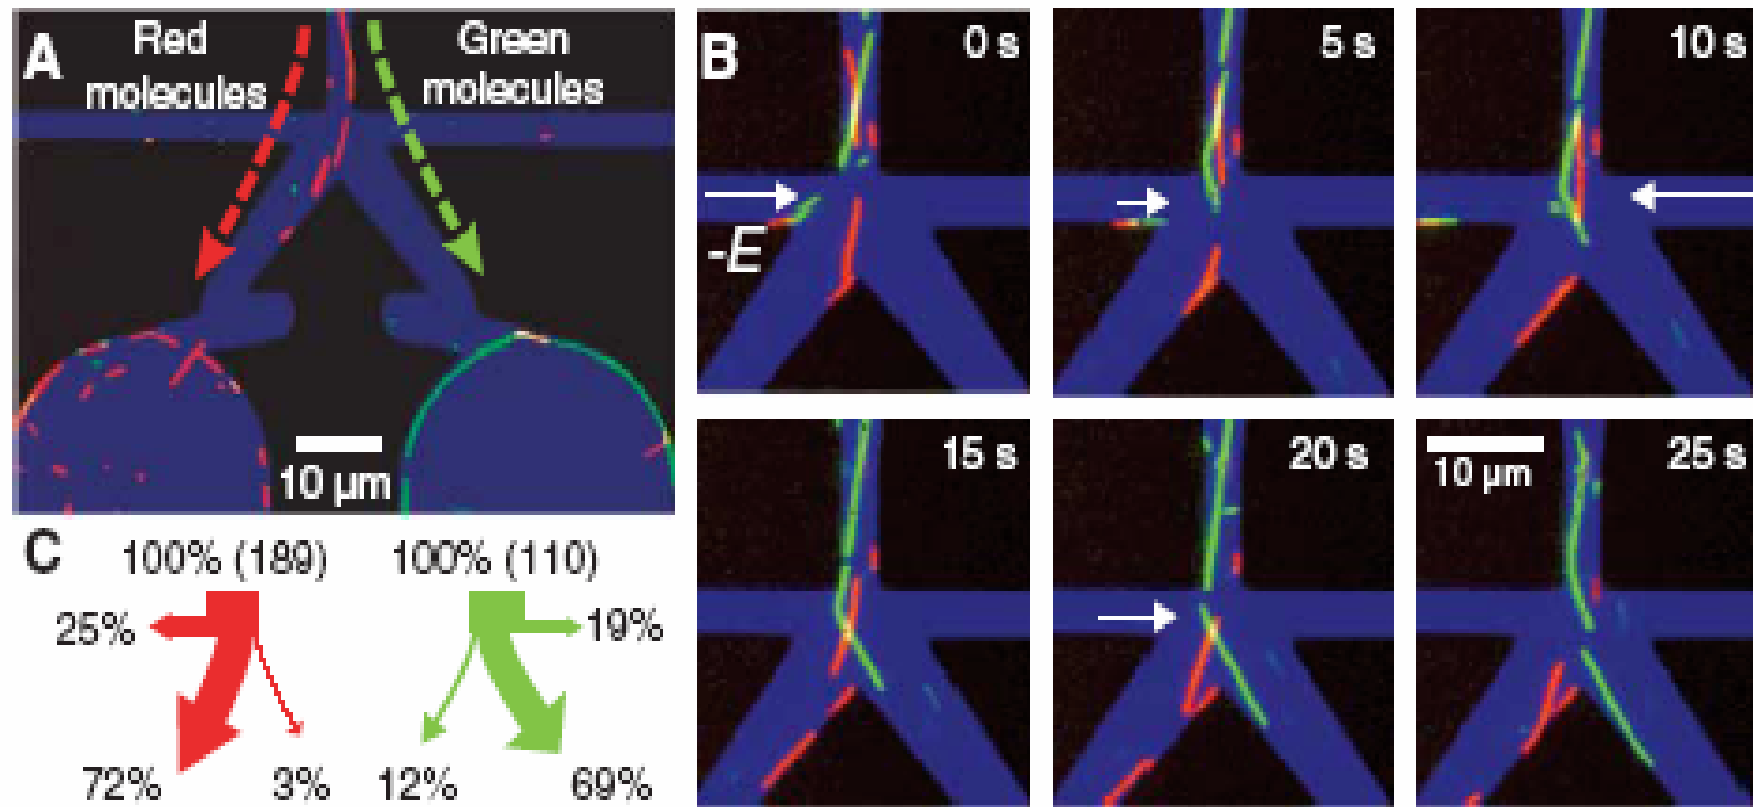 A
Red
molecules
Green
molecules
10 µm
B
0 s
-E
5 s
10 s
15 s
20 s
25 s
10 µm
C
100% (189)
100% (110)
25%
19%
72%
3%
12%
69%